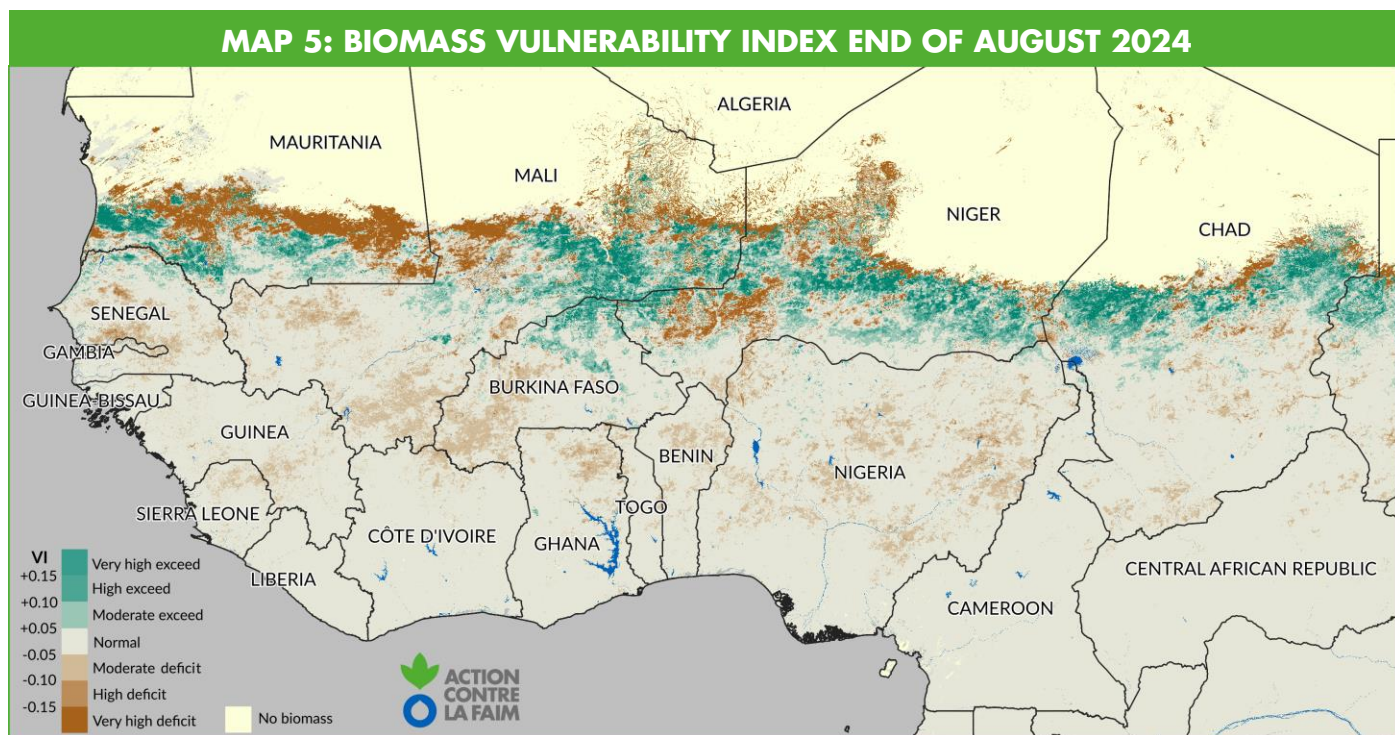 MAP 5: BIOMASS VULNERABILITY INDEX END OF AUGUST 2024
ALGERIA
MAURITANIA
MALI
NIGER
CHAD
SENEGAL
GAMBIA
BURKINA FASO
GUINEA-BISSAU
GUINEA
BENIN
NIGERIA
SIERRA LEONE
TOGO
CÔTE D'IVOIRE
GHANA
LIBERIA
CENTRAL AFRICAN REPUBLIC
CAMEROON
VI
Very high exceed
+0.15
High exceed
+0.10
Moderate exceed
+0.05
Normal
-0.05
Moderate deficit
-0.10
High deficit
-0.15
Very high deficit
No biomass
ACTION
CONTRE
LA FAIM